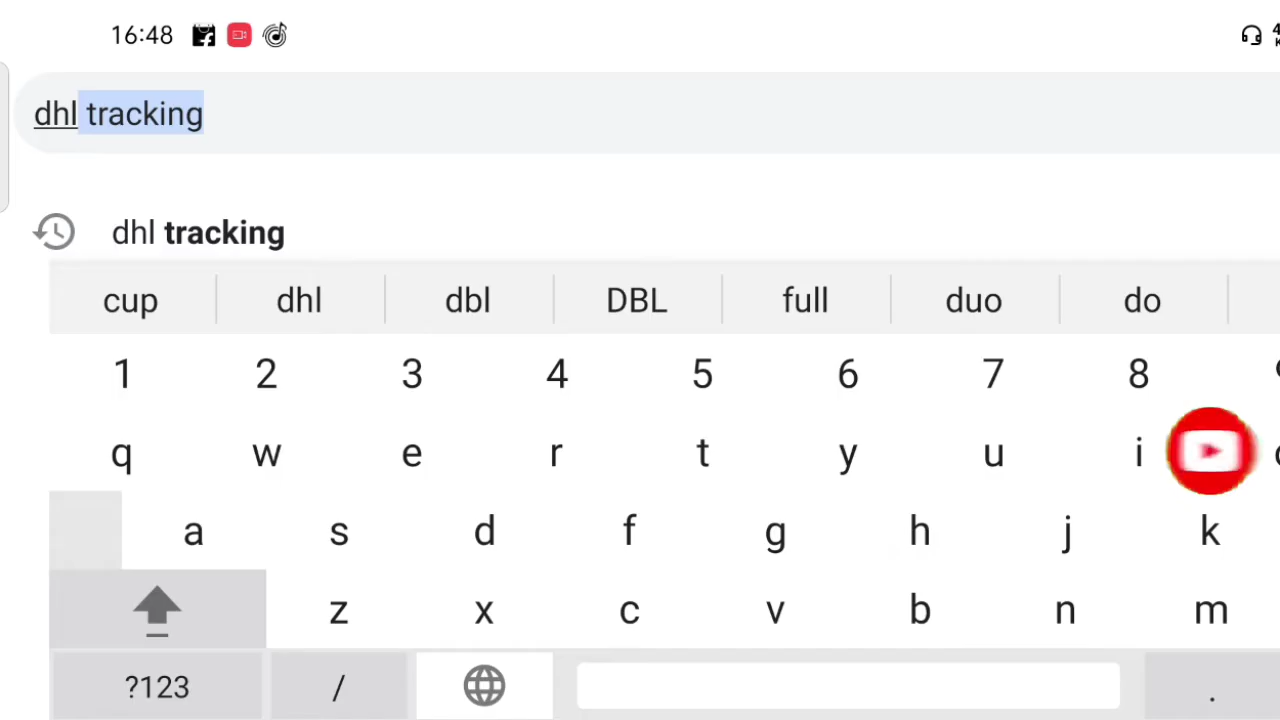 16:48
dhl tracking
dhl tracking
cup dhl dbl DBL full duo do
1 2 3 4 5 6 7 8
q w e r t y u i
a s d f g h j k
z x c v b n m
?123 / .